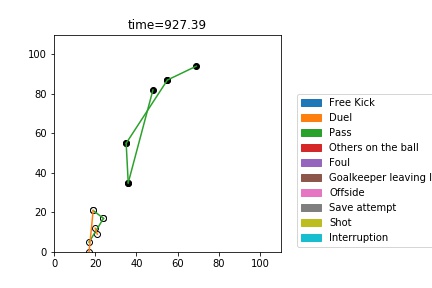 time=927.39
100
80
60
40
20
0
0 20 40 60 80 100
Free Kick
Duel
Pass
Others on the ball
Foul
Goalkeeper leaving l
Offside
Save attempt
Shot
Interruption